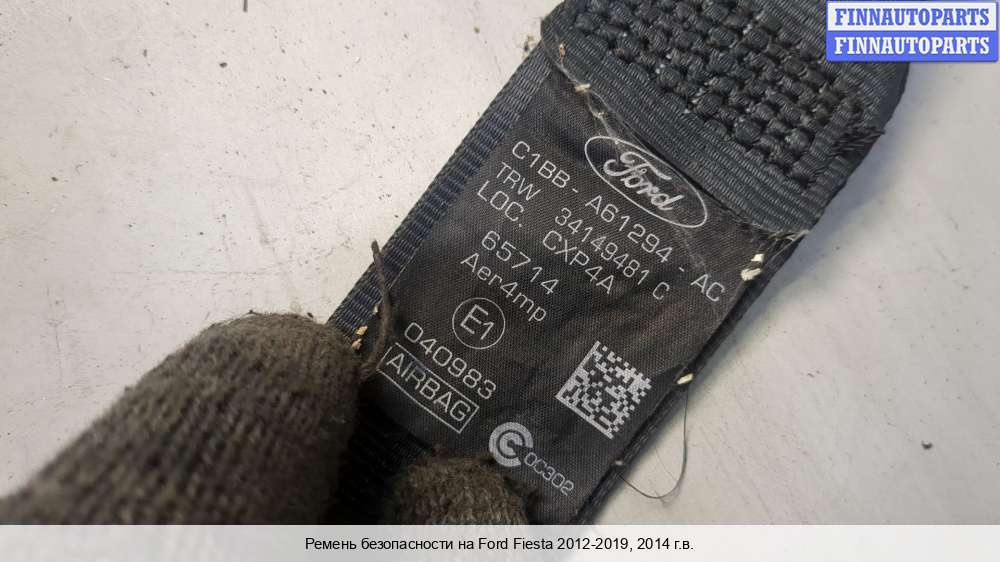 FINNAUTOPARTS
FINNAUTOPARTS
Ford
C1BB - A61294 - AC
TRW 34149481 C
LOC. CXP4A
65714
Aer4mp
E1
040983
AIRBAG
0C302
Ремень безопасности на Ford Fiesta 2012-2019, 2014 г.в.